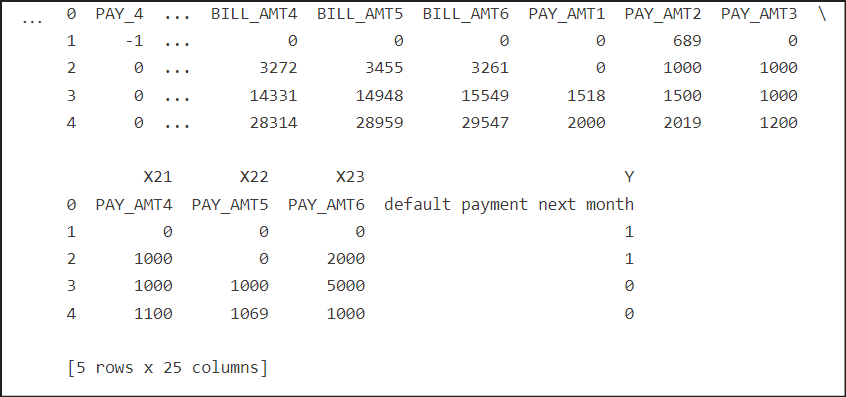 ... 0 PAY_4 ... BILL_AMT4 BILL_AMT5 BILL_AMT6 PAY_AMT1 PAY_AMT2 PAY_AMT3 \
1 -1 ... 0 0 0 0 689 0
2 0 ... 3272 3455 3261 0 1000 1000
3 0 ... 14331 14948 15549 1518 1500 1000
4 0 ... 28314 28959 29547 2000 2019 1200
X21 X22 X23 Y
0 PAY_AMT4 PAY_AMT5 PAY_AMT6 default payment next month
1 0 0 0 1
2 1000 0 2000 1
3 1000 1000 5000 0
4 1100 1069 1000 0
[5 rows x 25 columns]